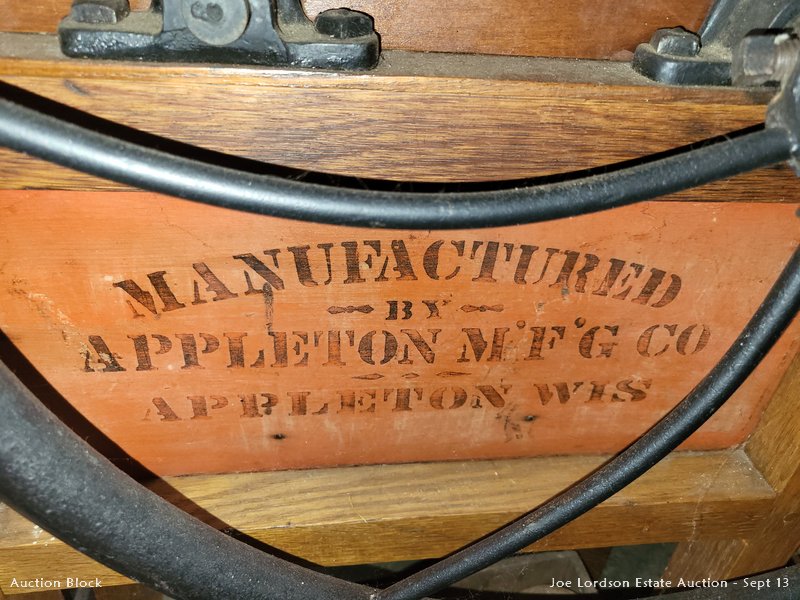 MANUFACTURED
BY
APPLETON M'F'G CO
APPLETON WIS
Auction Block
Joe Lordson Estate Auction - Sept 13